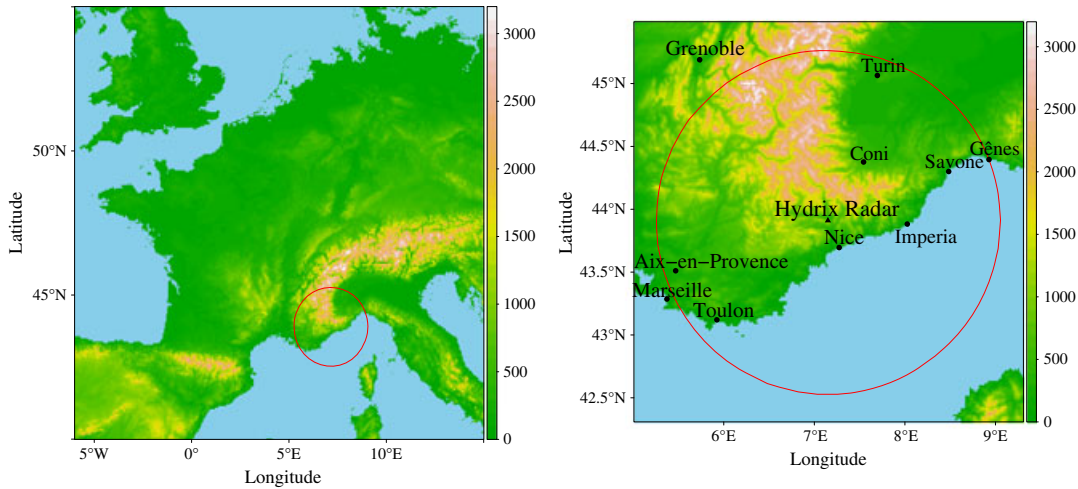 50°N
45°N
5°W
0°
5°E
10°E
Longitude
Latitude
3000
2500
2000
1500
1000
500
0
45°N
44.5°N
44°N
43.5°N
43°N
42.5°N
6°E
7°E
8°E
9°E
Longitude
Latitude
Grenoble
Turin
Coni
Gênes
Savone
Hydrix Radar
Nice
Imperia
Aix−en−Provence
Marseille
Toulon
3000
2500
2000
1500
1000
500
0